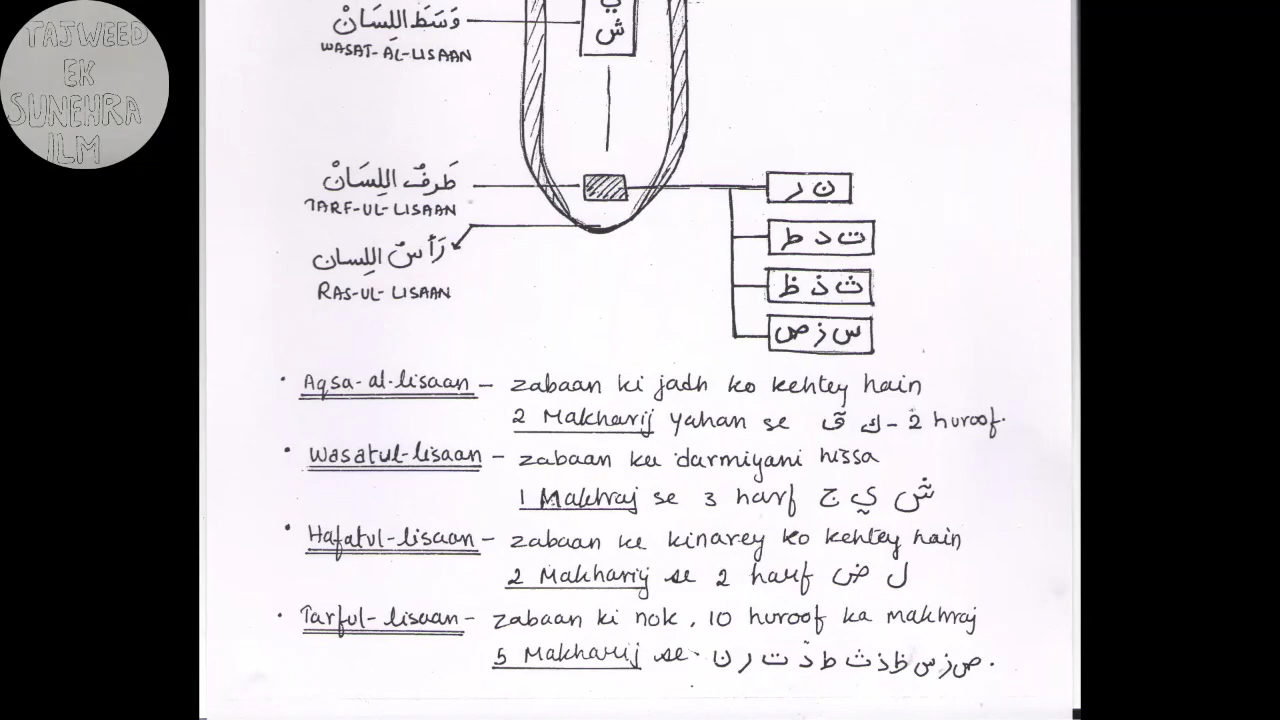 TAJWEED
EK
SUNEHRA
ILM
ي
ش
وَسَط اللِسَانْ
WASAT-AL-LISAAN
طَرفُ اللِسَانْ
TARF-UL-LISAAN
رَأسُ اللِسان
RAS-UL-LISAAN
ن ر
ت د ط
ث ذ ظ
س ز ص
• Aqsa-al-lisaan – zabaan ki jadh ko kehtey hain
2 Makharij yahan se ق ك - 2 huroof.
• Wasatul-lisaan – zabaan ka darmiyani hissa
1 Makhraj se 3 harf ج ي ش
• Hafatul-lisaan – zabaan ke kinarey ko kehtey hain
2 Makharij se 2 harf ض ل
• Tarful-lisaan – zabaan ki nok, 10 huroof ka makhraj
5 Makharij se ن ر ت د ط ث ذ ظ س ز ص.